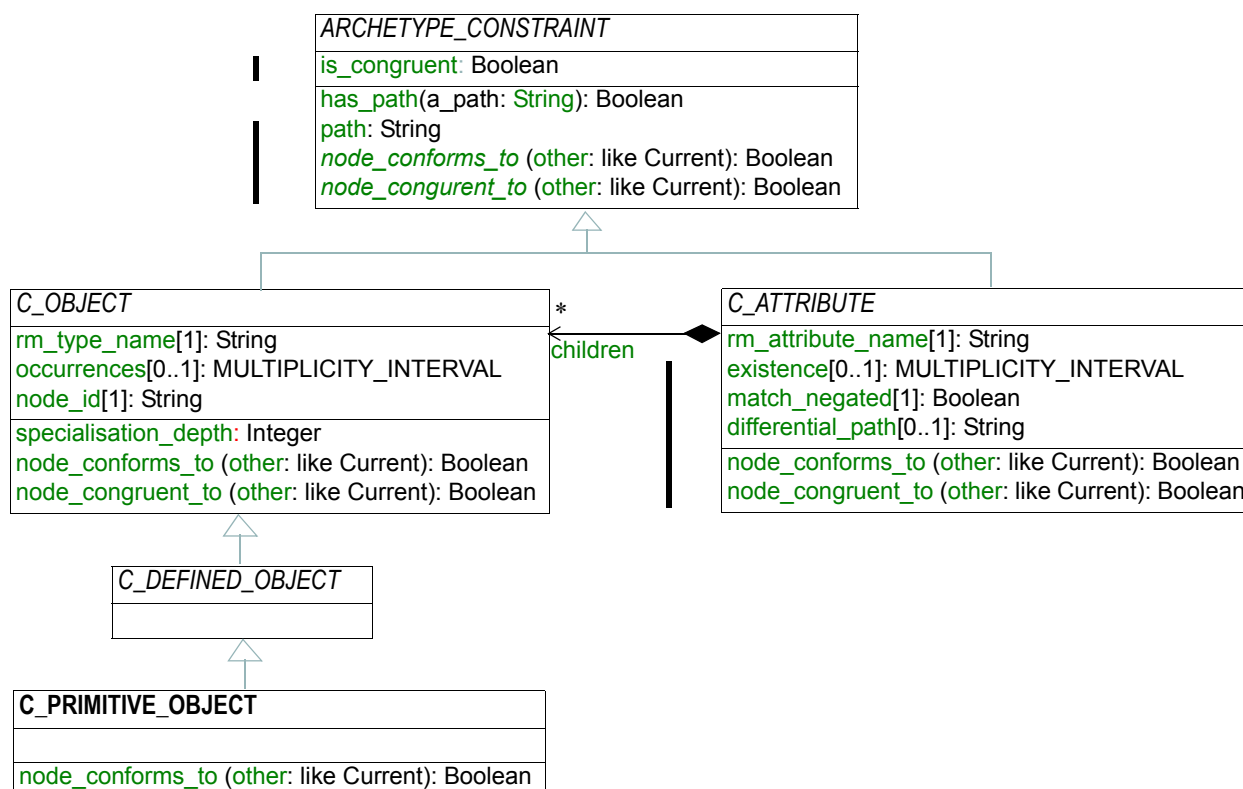 ARCHETYPE_CONSTRAINT
is_congruent: Boolean
has_path(a_path: String): Boolean
path: String
node_conforms_to (other: like Current): Boolean
node_congurent_to (other: like Current): Boolean
C_OBJECT
rm_type_name[1]: String
occurrences[0..1]: MULTIPLICITY_INTERVAL
node_id[1]: String
specialisation_depth: Integer
node_conforms_to (other: like Current): Boolean
node_congruent_to (other: like Current): Boolean
*
children
C_ATTRIBUTE
rm_attribute_name[1]: String
existence[0..1]: MULTIPLICITY_INTERVAL
match_negated[1]: Boolean
differential_path[0..1]: String
node_conforms_to (other: like Current): Boolean
node_congruent_to (other: like Current): Boolean
C_DEFINED_OBJECT
C_PRIMITIVE_OBJECT
node_conforms_to (other: like Current): Boolean